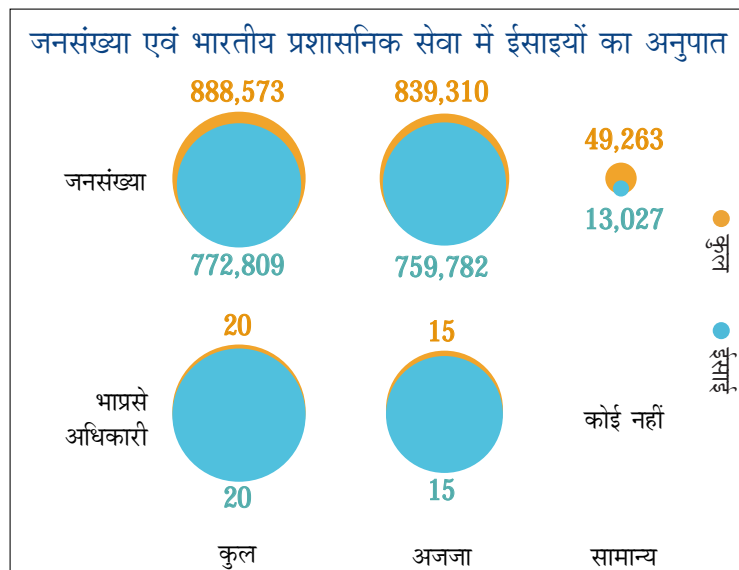 जनसंख्या एवं भारतीय प्रशासनिक सेवा में ईसाइयों का अनुपात
888,573
839,310
49,263
जनसंख्या
772,809
759,782
13,027
कुल
ईसाई
20
15
भाप्रसे
अधिकारी
कोई नहीं
20
15
कुल
अजजा
सामान्य